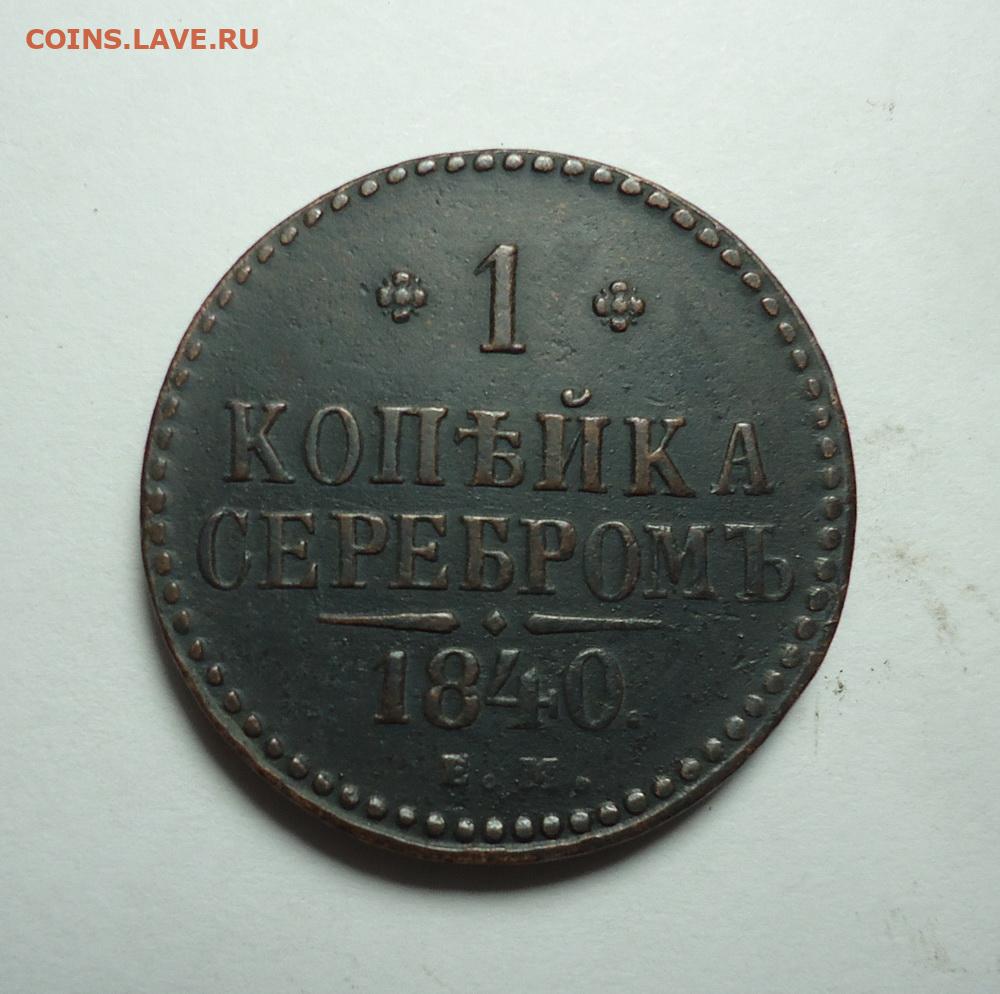 COINS.LAVE.RU
1
КОПѢЙКА
СЕРЕБРОМЪ
1840.
Е. М.